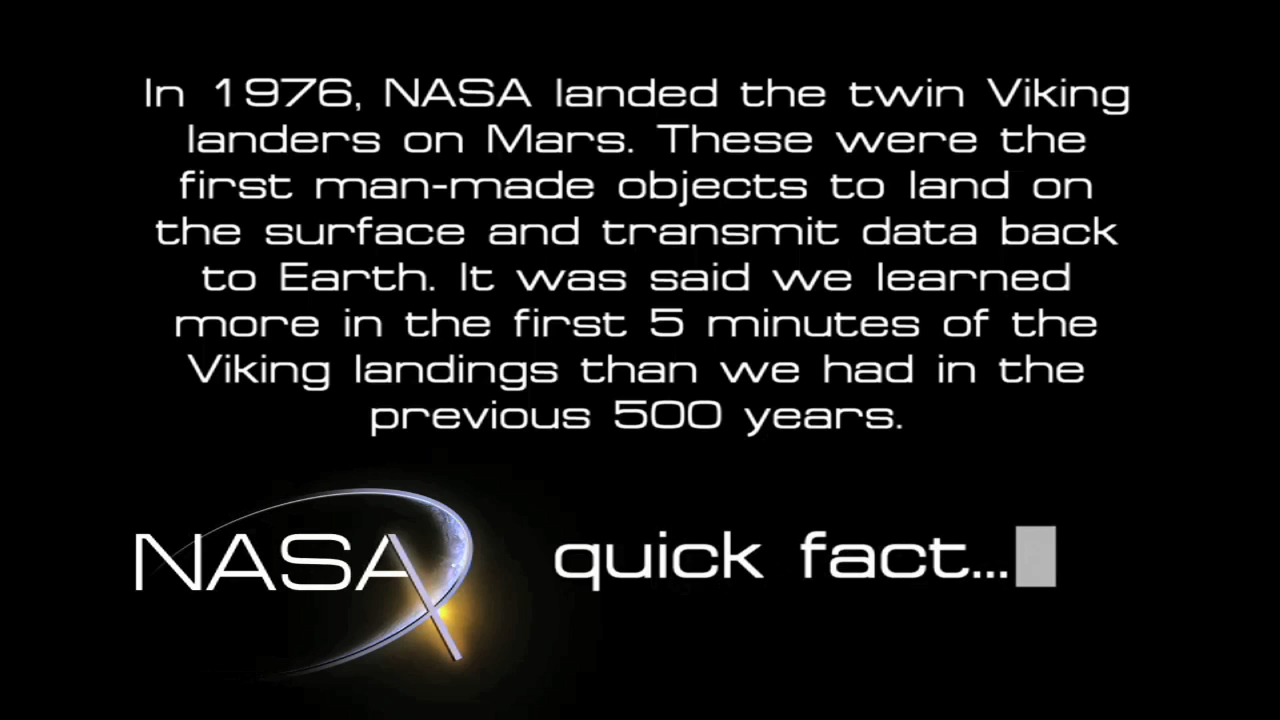 In 1976, NASA landed the twin Viking
landers on Mars. These were the
first man-made objects to land on
the surface and transmit data back
to Earth. It was said we learned
more in the first 5 minutes of the
Viking landings than we had in the
previous 500 years.
NASA quick fact...